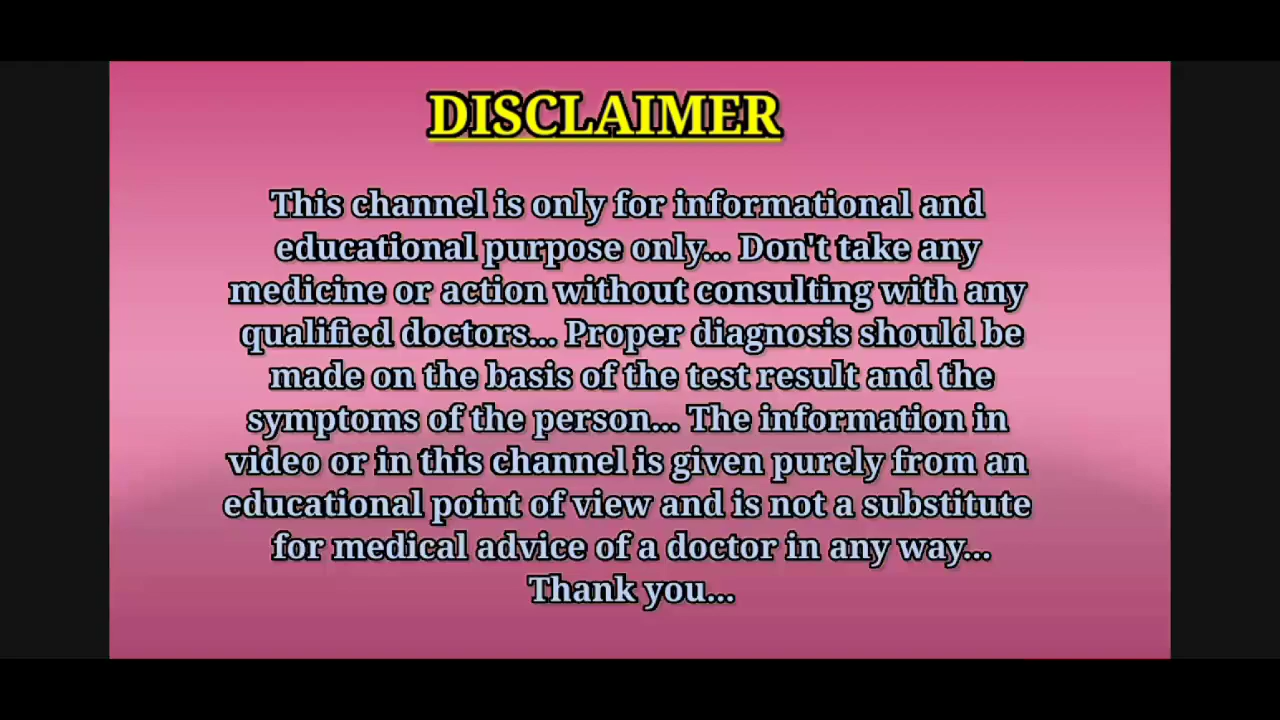 DISCLAIMER
This channel is only for informational and
educational purpose only... Don't take any
medicine or action without consulting with any
qualified doctors... Proper diagnosis should be
made on the basis of the test result and the
symptoms of the person... The information in
video or in this channel is given purely from an
educational point of view and is not a substitute
for medical advice of a doctor in any way...
Thank you...